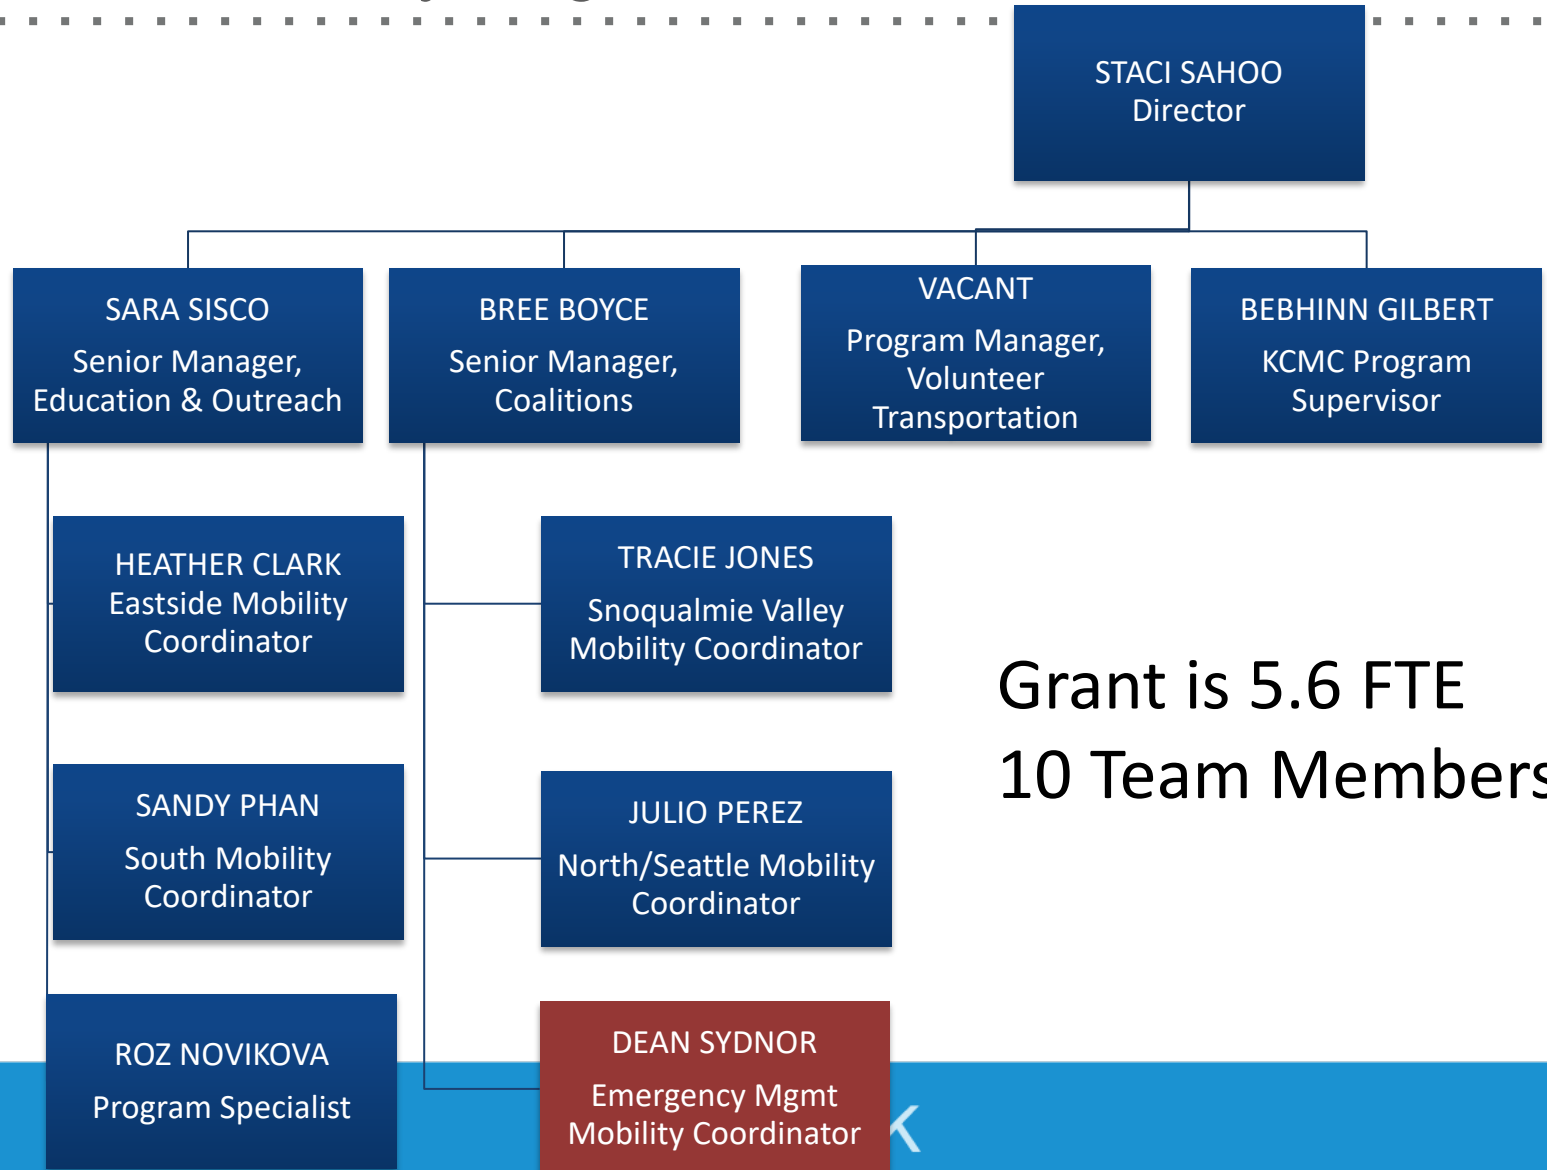 STACI SAHOO
Director
SARA SISCO
Senior Manager,
Education & Outreach
BREE BOYCE
Senior Manager,
Coalitions
VACANT
Program Manager,
Volunteer
Transportation
BEBHINN GILBERT
KCMC Program
Supervisor
HEATHER CLARK
Eastside Mobility
Coordinator
TRACIE JONES
Snoqualmie Valley
Mobility Coordinator
SANDY PHAN
South Mobility
Coordinator
JULIO PEREZ
North/Seattle Mobility
Coordinator
ROZ NOVIKOVA
Program Specialist
DEAN SYDNOR
Emergency Mgmt
Mobility Coordinator
Grant is 5.6 FTE
10 Team Members